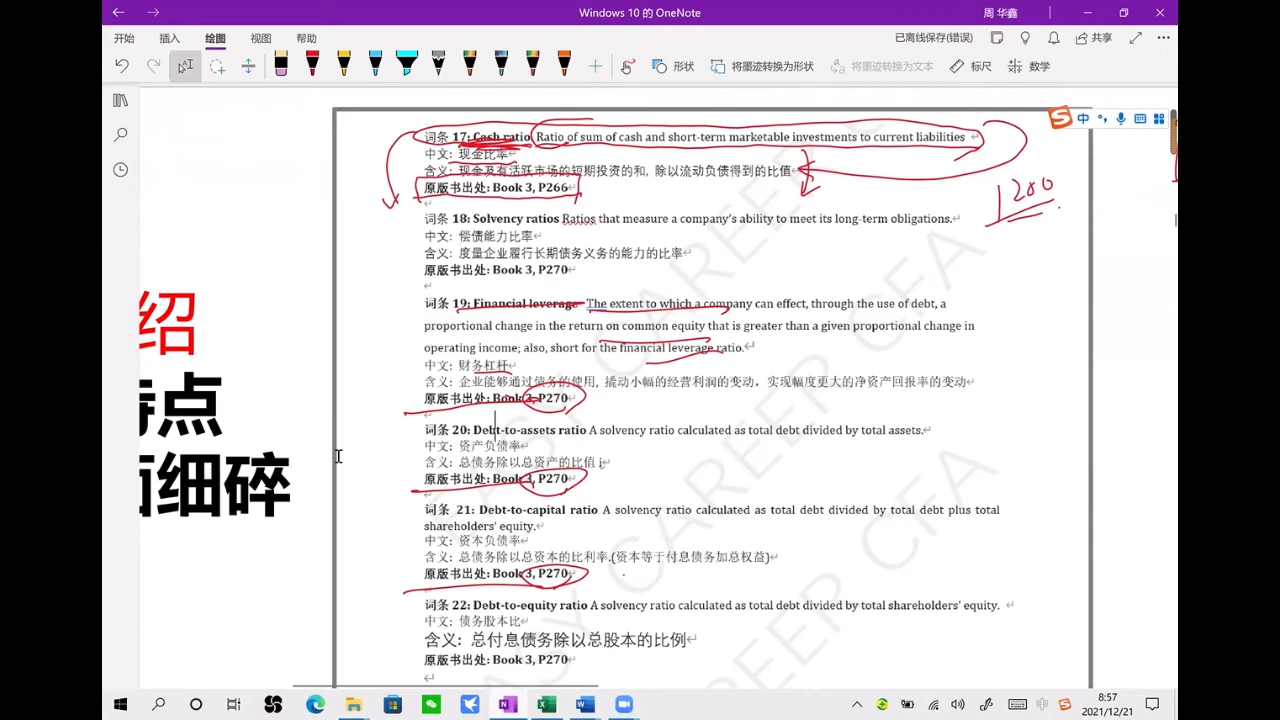 Windows 10 的 OneNote
周 华鑫
开始 插入 绘图 视图 帮助
已离线保存(错误)
共享
形状 将墨迹转换为形状 将墨迹转换为文本 标尺 数学
中
词条 17: Cash ratio Ratio of sum of cash and short-term marketable investments to current liabilities
中文: 现金比率
含义: 现金及有活跃市场的短期投资的和, 除以流动负债得到的比值
原版书出处: Book 3, P266
1200
词条 18: Solvency ratios Ratios that measure a company's ability to meet its long-term obligations.
中文: 偿债能力比率
含义: 度量企业履行长期债务义务的能力的比率
原版书出处: Book 3, P270
词条 19: Financial leverage The extent to which a company can effect, through the use of debt, a
proportional change in the return on common equity that is greater than a given proportional change in
operating income; also, short for the financial leverage ratio.
中文: 财务杠杆
含义: 企业能够通过债务的使用, 撬动小幅的经营利润的变动，实现幅度更大的净资产回报率的变动
原版书出处: Book 3, P270
词条 20: Debt-to-assets ratio A solvency ratio calculated as total debt divided by total assets.
中文: 资产负债率
含义: 总债务除以总资产的比值 i
原版书出处: Book 3, P270
词条 21: Debt-to-capital ratio A solvency ratio calculated as total debt divided by total debt plus total
shareholders' equity.
中文: 资本负债率
含义: 总债务除以总资本的比利率.(资本等于付息债务加总权益)
原版书出处: Book 3, P270
词条 22: Debt-to-equity ratio A solvency ratio calculated as total debt divided by total shareholders' equity.
中文: 债务股本比
含义: 总付息债务除以总股本的比例
原版书出处: Book 3, P270
绍
特点
细碎
EASY CAREER CFA
EASY CAREER CFA
中
8:57
2021/12/21